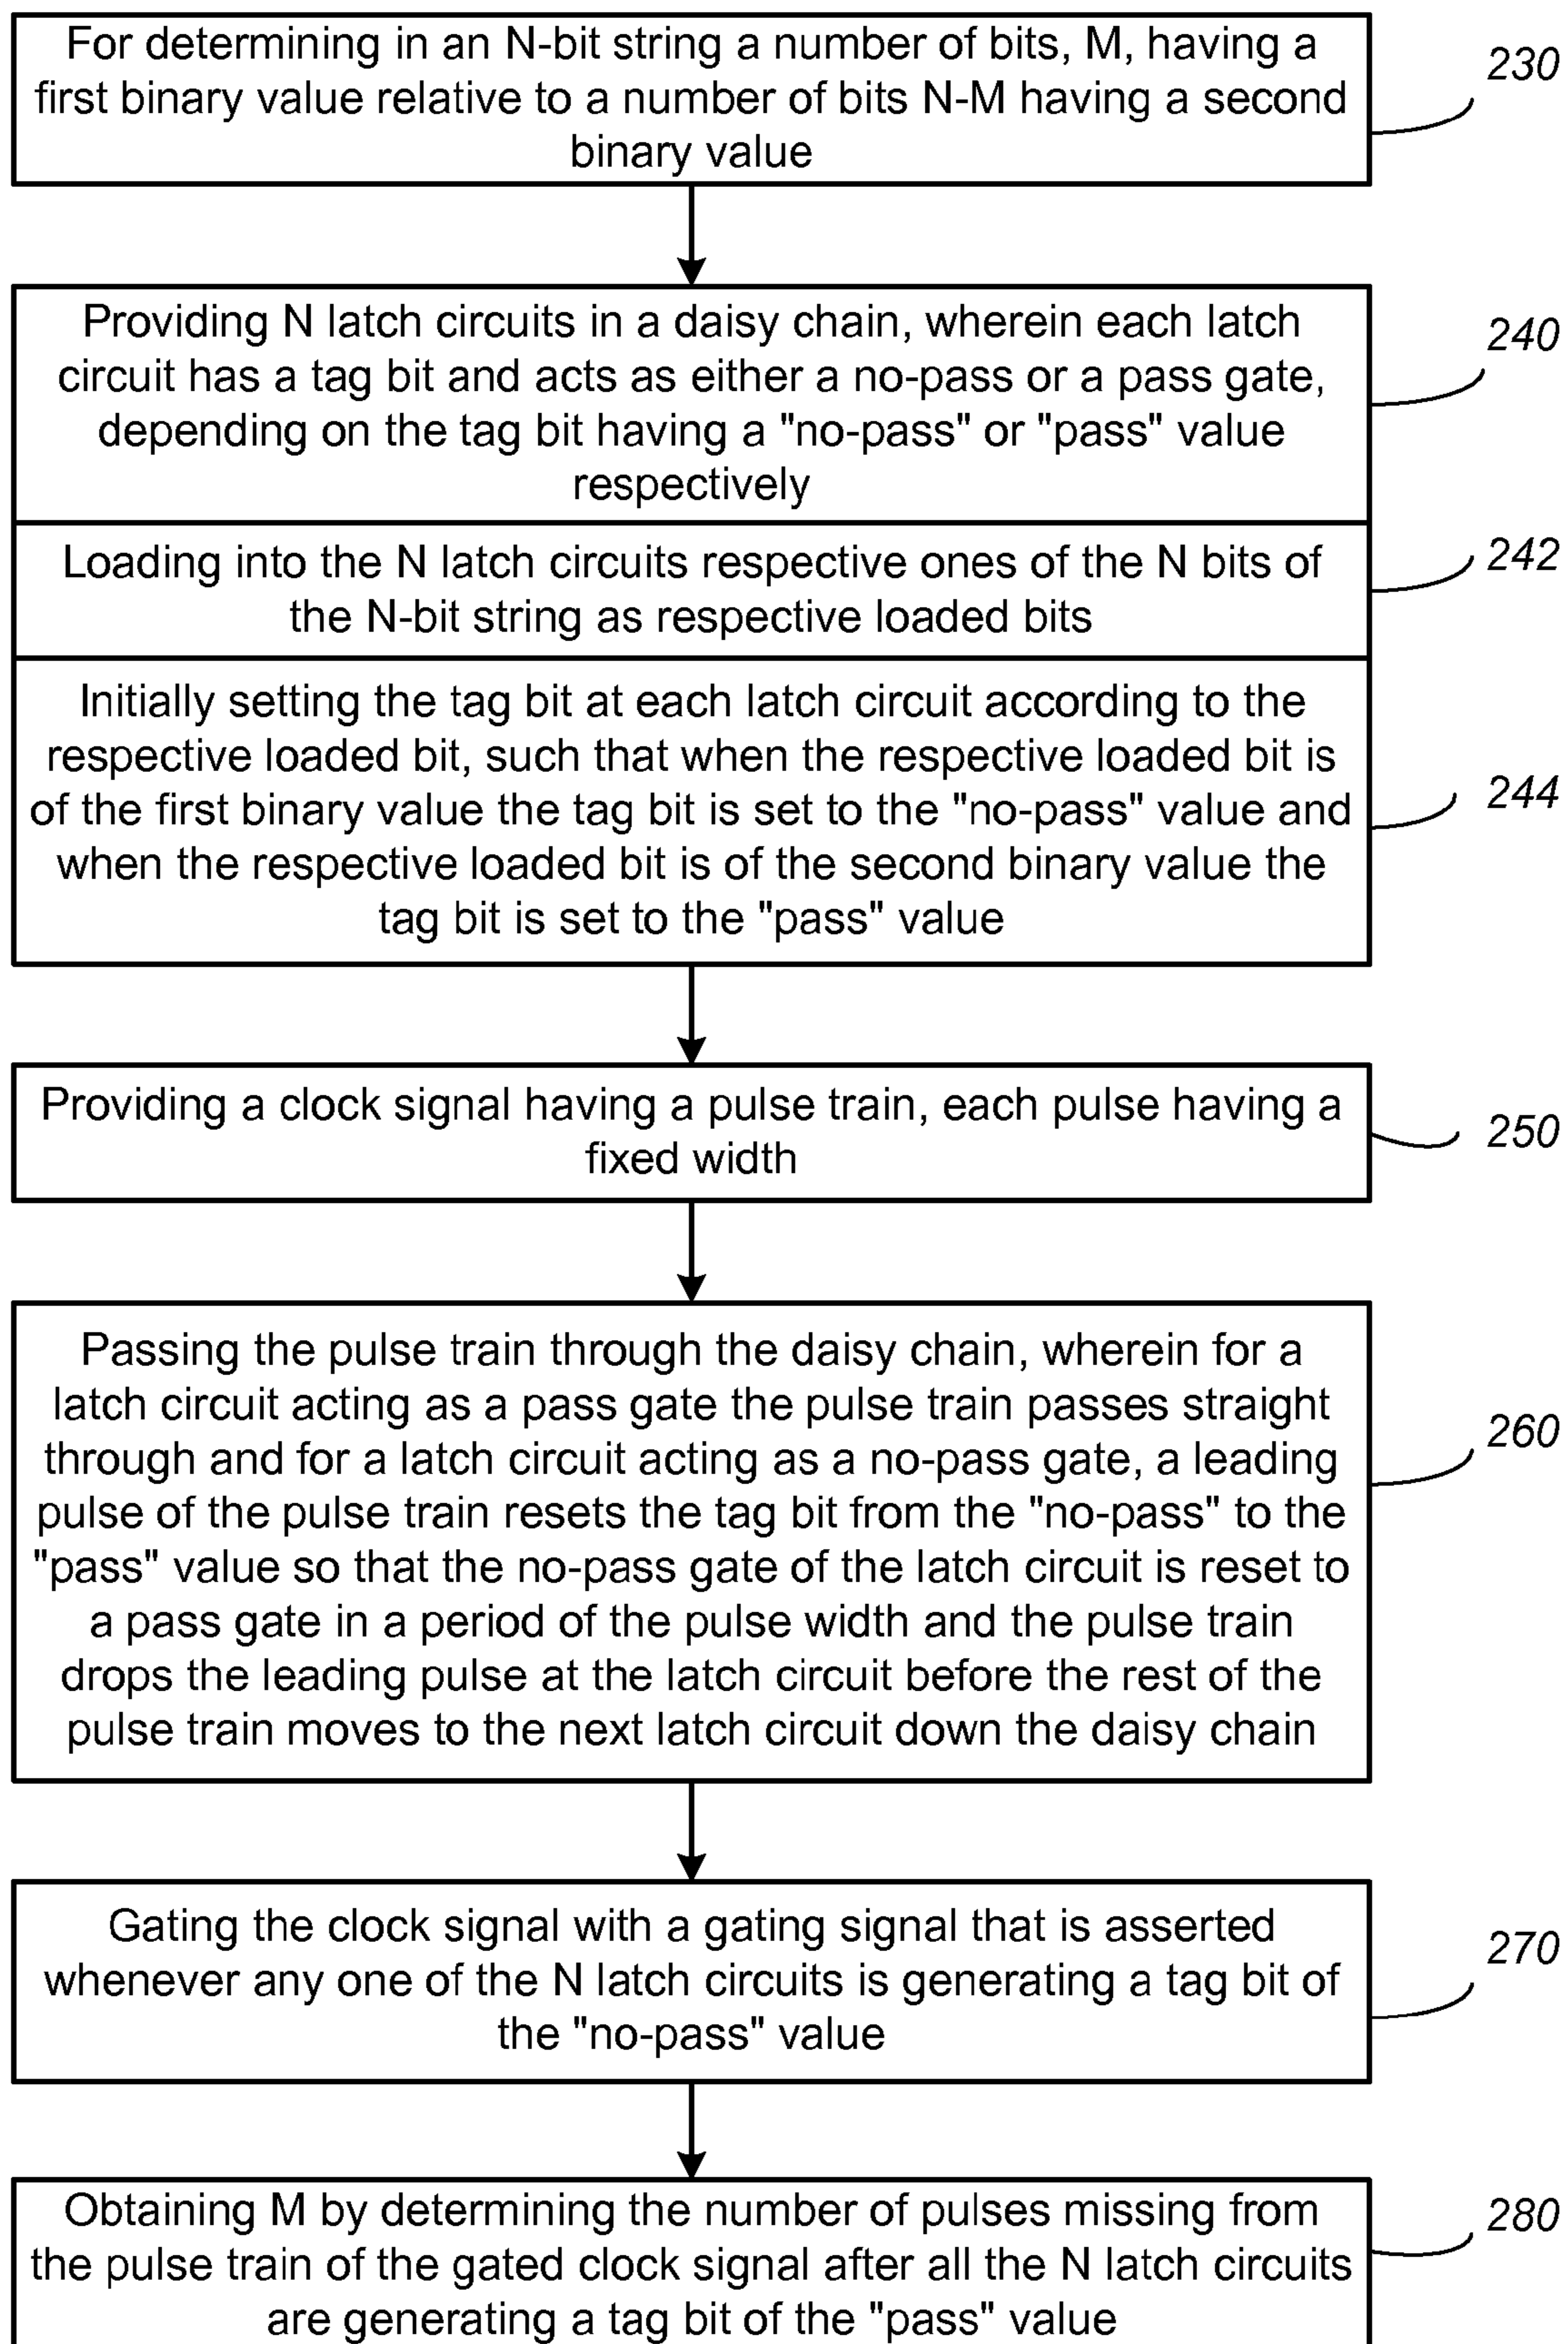 For determining in an N-bit string a number of bits, M, having a
first binary value relative to a number of bits N-M having a second
binary value
230
Providing N latch circuits in a daisy chain, wherein each latch
circuit has a tag bit and acts as either a no-pass or a pass gate,
depending on the tag bit having a "no-pass" or "pass" value
respectively
240
Loading into the N latch circuits respective ones of the N bits of
the N-bit string as respective loaded bits
242
Initially setting the tag bit at each latch circuit according to the
respective loaded bit, such that when the respective loaded bit is
of the first binary value the tag bit is set to the "no-pass" value and
when the respective loaded bit is of the second binary value the
tag bit is set to the "pass" value
244
Providing a clock signal having a pulse train, each pulse having a
fixed width
250
Passing the pulse train through the daisy chain, wherein for a
latch circuit acting as a pass gate the pulse train passes straight
through and for a latch circuit acting as a no-pass gate, a leading
pulse of the pulse train resets the tag bit from the "no-pass" to the
"pass" value so that the no-pass gate of the latch circuit is reset to
a pass gate in a period of the pulse width and the pulse train
drops the leading pulse at the latch circuit before the rest of the
pulse train moves to the next latch circuit down the daisy chain
260
Gating the clock signal with a gating signal that is asserted
whenever any one of the N latch circuits is generating a tag bit of
the "no-pass" value
270
Obtaining M by determining the number of pulses missing from
the pulse train of the gated clock signal after all the N latch circuits
are generating a tag bit of the "pass" value
280